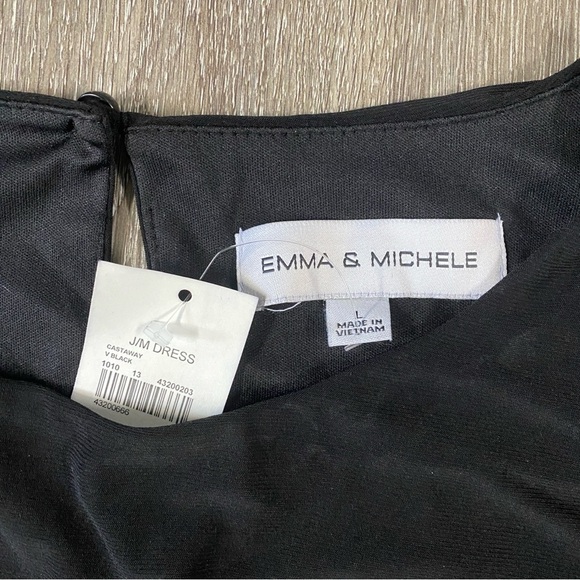 EMMA & MICHELE
L
MADE IN
VIETNAM
J/M DRESS
CASTAWAY
V BLACK
1010 13 43200203
43200666